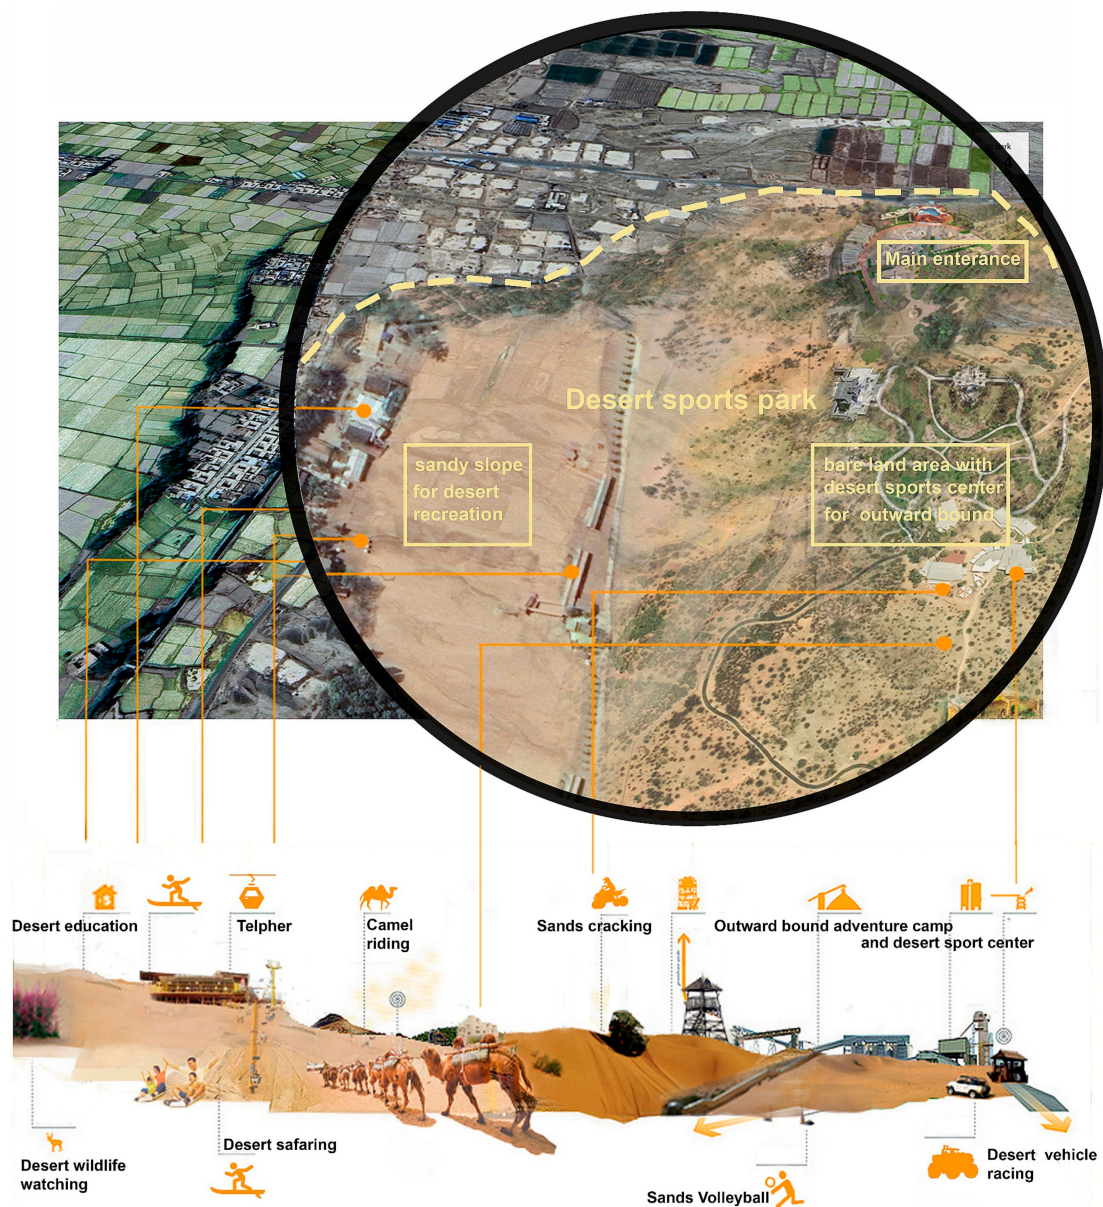 park
Main enterance
Desert sports park
sandy slope
for desert
recreation
bare land area with
desert sports center
for outward bound
Desert education
Telpher
Camel
riding
Sands cracking
Outward bound adventure camp
and desert sport center
Desert safaring
Desert wildlife
watching
Sands Volleyball
Desert vehicle
racing